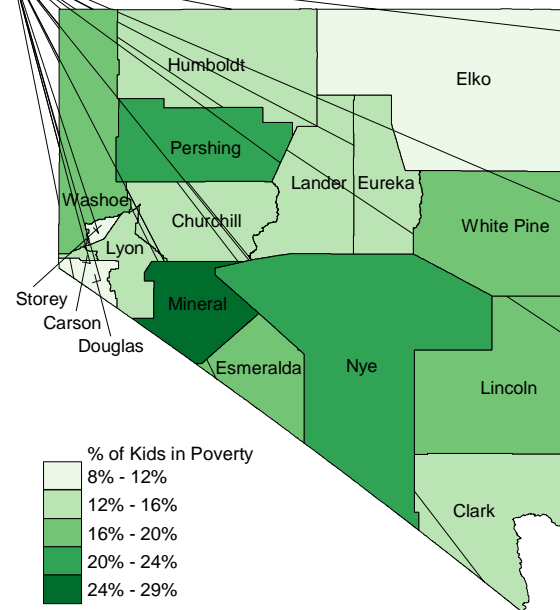 Humboldt
Elko
Pershing
Lander
Eureka
Washoe
Churchill
White Pine
Lyon
Storey
Mineral
Carson
Douglas
Esmeralda
Nye
Lincoln
% of Kids in Poverty
8% - 12%
12% - 16%
16% - 20%
20% - 24%
24% - 29%
Clark